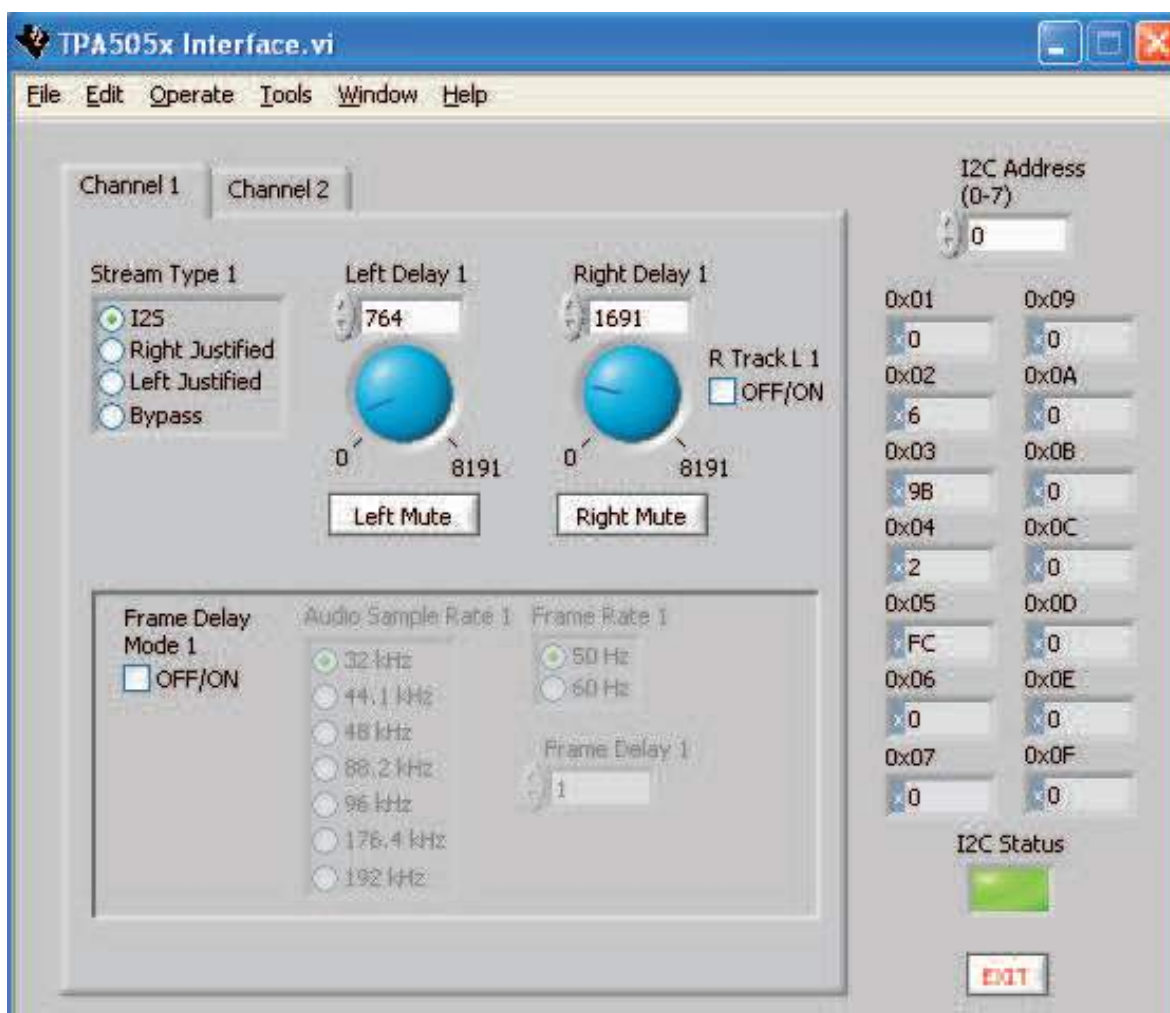 TPA505x Interface.vi
File Edit Operate Tools Window Help
Channel 1
Channel 2
Stream Type 1
I2S
Right Justified
Left Justified
Bypass
Left Delay 1
764
0
8191
Left Mute
Right Delay 1
1691
0
8191
Right Mute
R Track L 1
OFF/ON
Frame Delay
Mode 1
OFF/ON
Audio Sample Rate 1
32 kHz
44.1 kHz
48 kHz
88.2 kHz
96 kHz
176.4 kHz
192 kHz
Frame Rate 1
50 Hz
60 Hz
Frame Delay 1
1
I2C Address
(0-7)
0
0x01 0x09
x 0 x 0
0x02 0x0A
x 6 x 0
0x03 0x0B
x 9B x 0
0x04 0x0C
x 2 x 0
0x05 0x0D
x FC x 0
0x06 0x0E
x 0 x 0
0x07 0x0F
x 0 x 0
I2C Status
EXIT